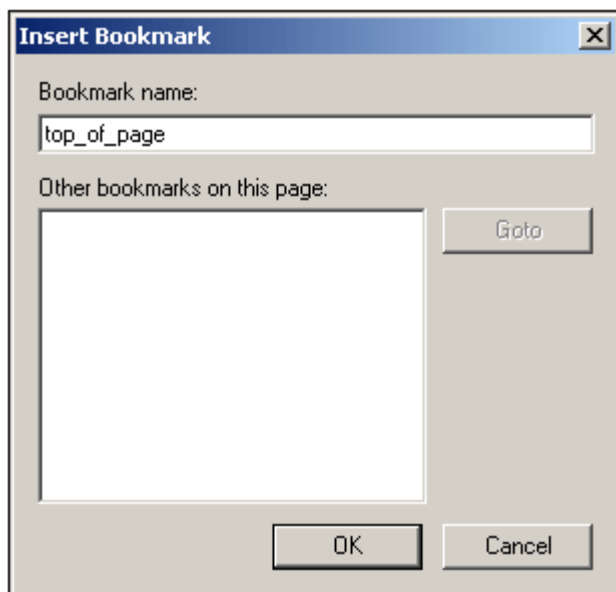 Insert Bookmark
Bookmark name:
top_of_page
Other bookmarks on this page:
Goto
OK
Cancel